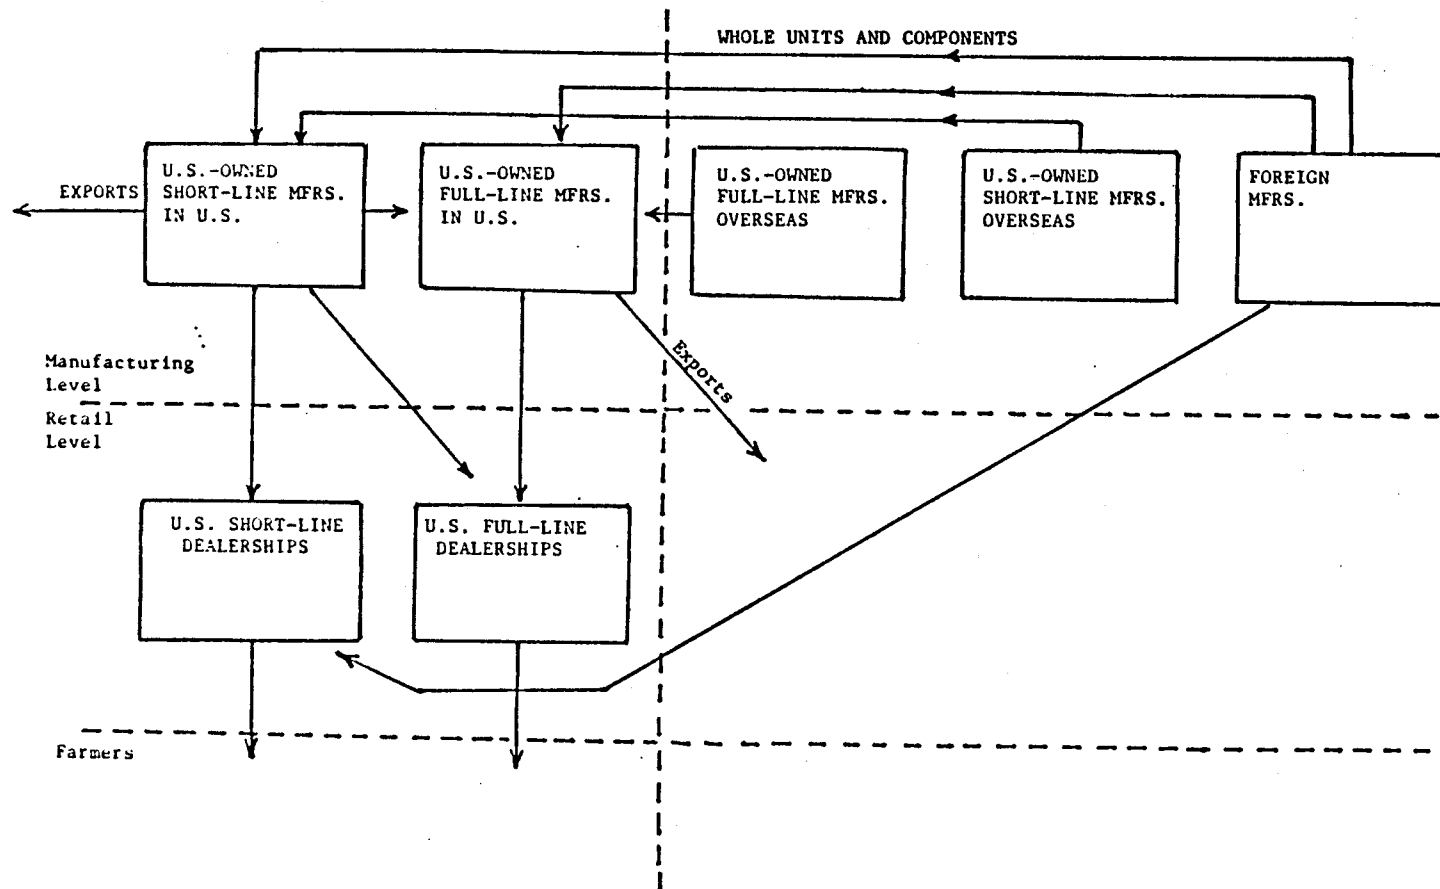 WHOLE UNITS AND COMPONENTS
EXPORTS
U.S.-OWNED
SHORT-LINE MFRS.
IN U.S.
U.S.-OWNED
FULL-LINE MFRS.
IN U.S.
U.S.-OWNED
FULL-LINE MFRS.
OVERSEAS
U.S.-OWNED
SHORT-LINE MFRS.
OVERSEAS
FOREIGN
MFRS.
Exports
Manufacturing
Level
Retail
Level
U.S. SHORT-LINE
DEALERSHIPS
U.S. FULL-LINE
DEALERSHIPS
Farmers